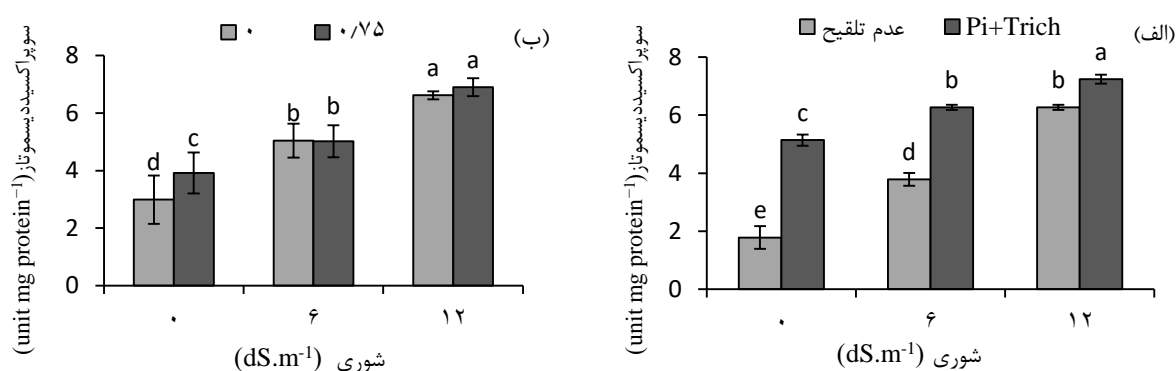 (الف)
عدم تلقیح Pi+Trich
سوپراکسیددیسموتاز
(unit mg protein⁻¹)
8
6
4
2
0
e
c
d
b
b
a
۰ ۶ ۱۲
شوری (dS.m⁻¹)
(ب)
۰ ۰/۷۵
سوپراکسیددیسموتاز
(unit mg protein⁻¹)
8
6
4
2
0
d
c
b
b
a
a
۰ ۶ ۱۲
شوری (dS.m⁻¹)